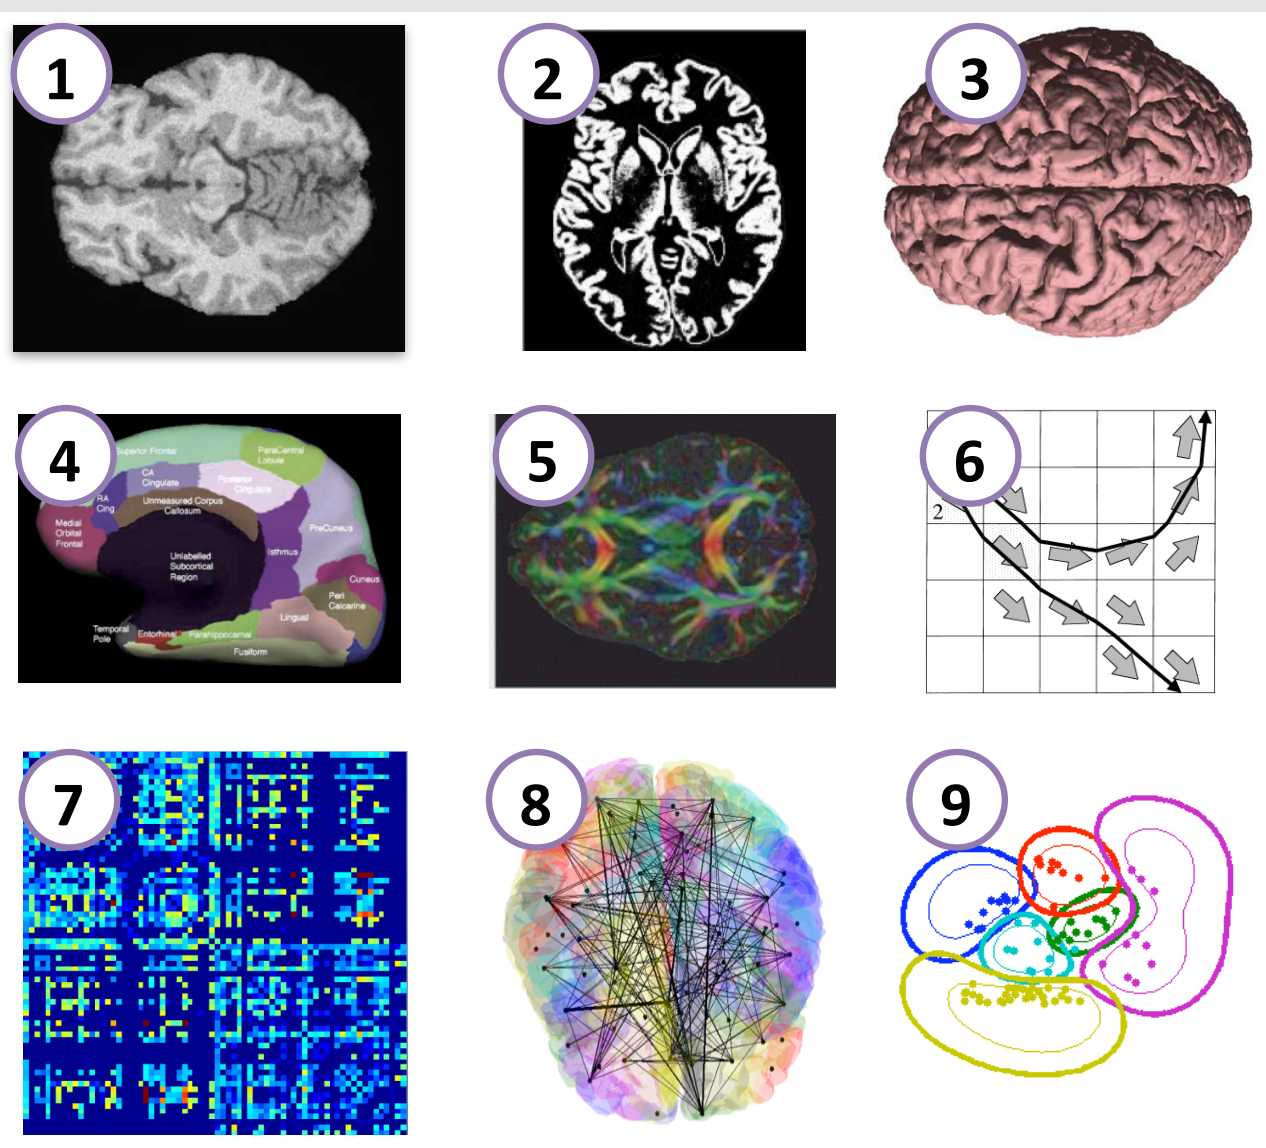 1
2
3
4
Superior Frontal
ParaCentral
Lobule
CA
Cingulate
Posterior
Cingulate
RA
Cing
Unmeasured Corpus
Callosum
Medial
Orbital
Frontal
PreCuneus
Isthmus
Unlabelled
Subcortical
Region
Cuneus
Peri
Calcarine
Lingual
Temporal
Pole
Entorhinal
Parahippocamal
Fusiform
5
6
2
7
8
9